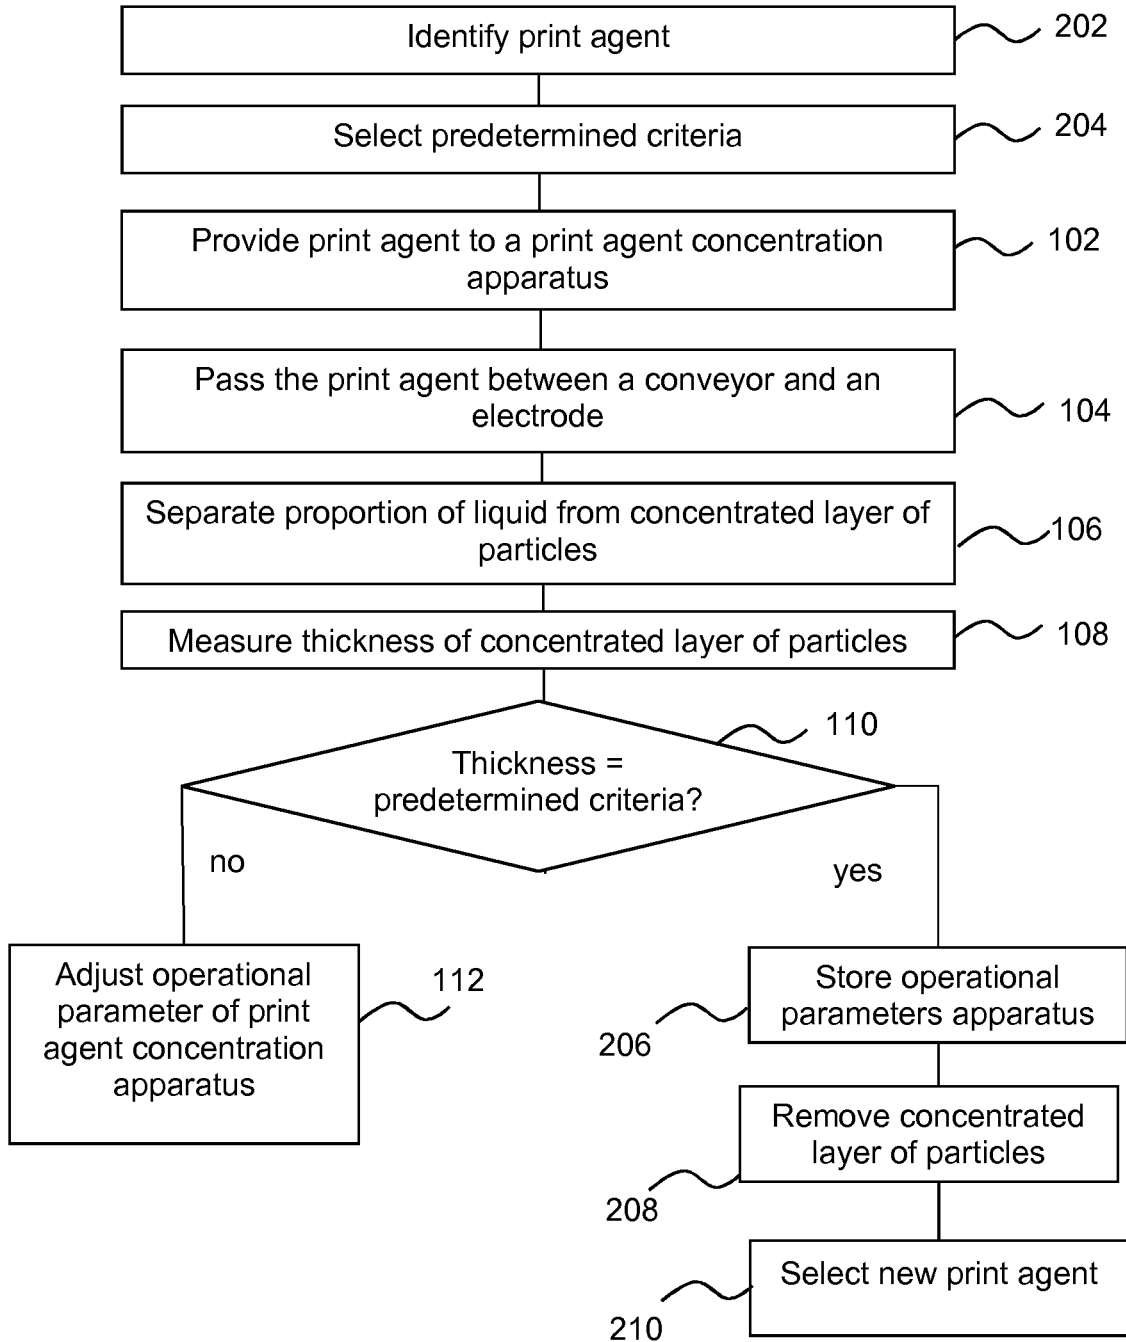 Identify print agent
202
Select predetermined criteria
204
Provide print agent to a print agent concentration
apparatus
102
Pass the print agent between a conveyor and an
electrode
104
Separate proportion of liquid from concentrated layer of
particles
106
Measure thickness of concentrated layer of particles
108
110
Thickness =
predetermined criteria?
no
yes
Adjust operational
parameter of print
agent concentration
apparatus
112
Store operational
parameters apparatus
206
Remove concentrated
layer of particles
208
Select new print agent
210